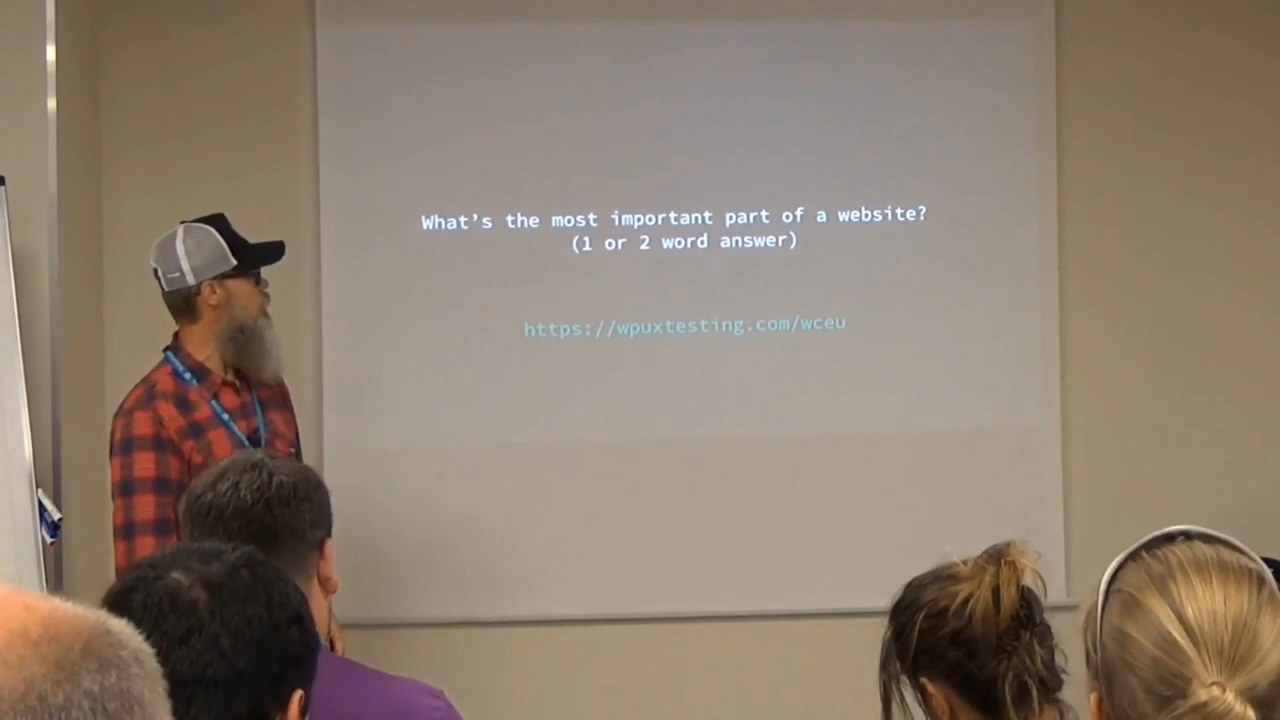 What's the most important part of a website?
(1 or 2 word answer)
https://wpuxtesting.com/wceu